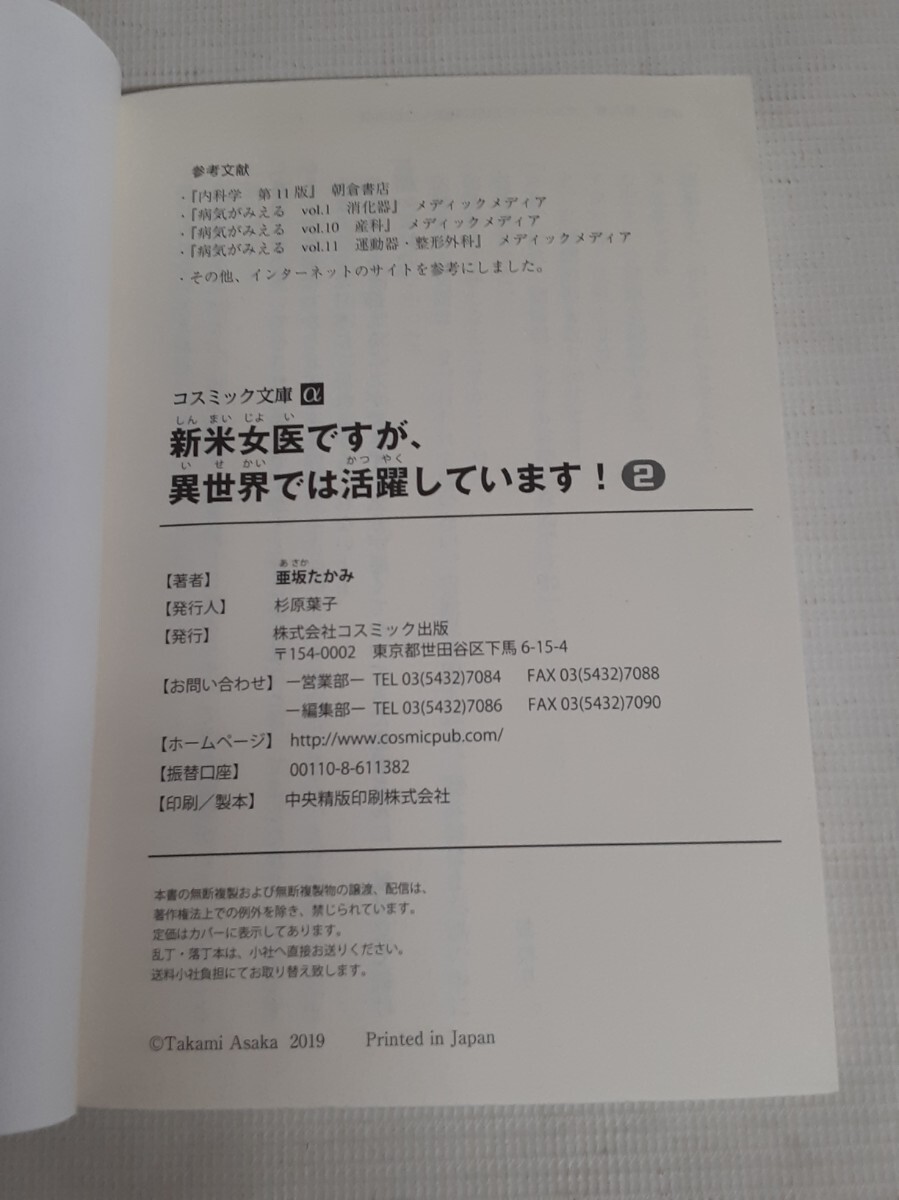 参考文献
・『内科学　第11版』　朝倉書店
・『病気がみえる　vol.1　消化器』　メディックメディア
・『病気がみえる　vol.10　産科』　メディックメディア
・『病気がみえる　vol.11　運動器・整形外科』　メディックメディア
・その他、インターネットのサイトを参考にしました。
コスミック文庫 α
しん まい じよ い
新米女医ですが、
い せ かい かつ やく
異世界では活躍しています！ 2
あさか
【著者】 亜坂たかみ
【発行人】 杉原葉子
【発行】 株式会社コスミック出版
〒154-0002　東京都世田谷区下馬 6-15-4
【お問い合わせ】 ー営業部ー TEL 03(5432)7084 FAX 03(5432)7088
ー編集部ー TEL 03(5432)7086 FAX 03(5432)7090
【ホームページ】 http://www.cosmicpub.com/
【振替口座】 00110-8-611382
【印刷／製本】 中央精版印刷株式会社
本書の無断複製および無断複製物の譲渡、配信は、
著作権法上での例外を除き、禁じられています。
定価はカバーに表示してあります。
乱丁・落丁本は、小社へ直接お送りください。
送料小社負担にてお取り替え致します。
©Takami Asaka 2019 Printed in Japan